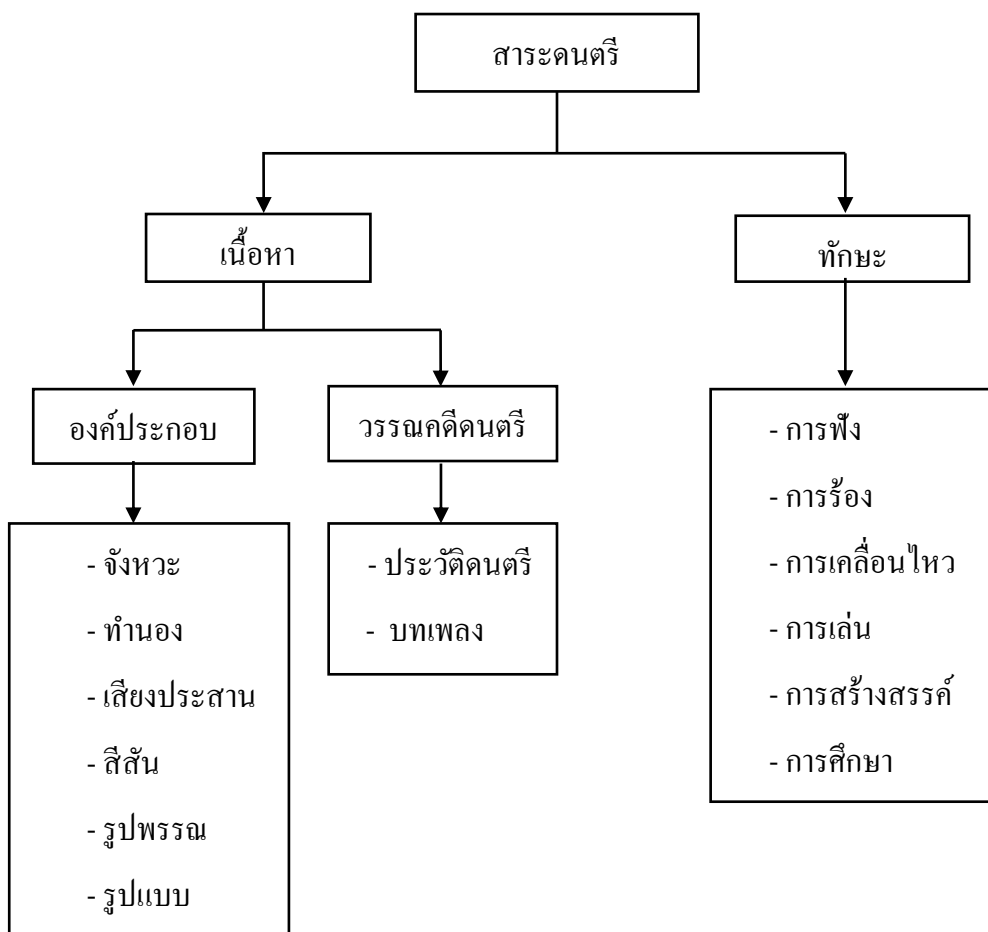 สาระดนตรี
เนื้อหา
ทักษะ
องค์ประกอบ
วรรณคดีดนตรี
- จังหวะ
- ทำนอง
- เสียงประสาน
- สีสัน
- รูปพรรณ
- รูปแบบ
- ประวัติดนตรี
- บทเพลง
- การฟัง
- การร้อง
- การเคลื่อนไหว
- การเล่น
- การสร้างสรรค์
- การศึกษา